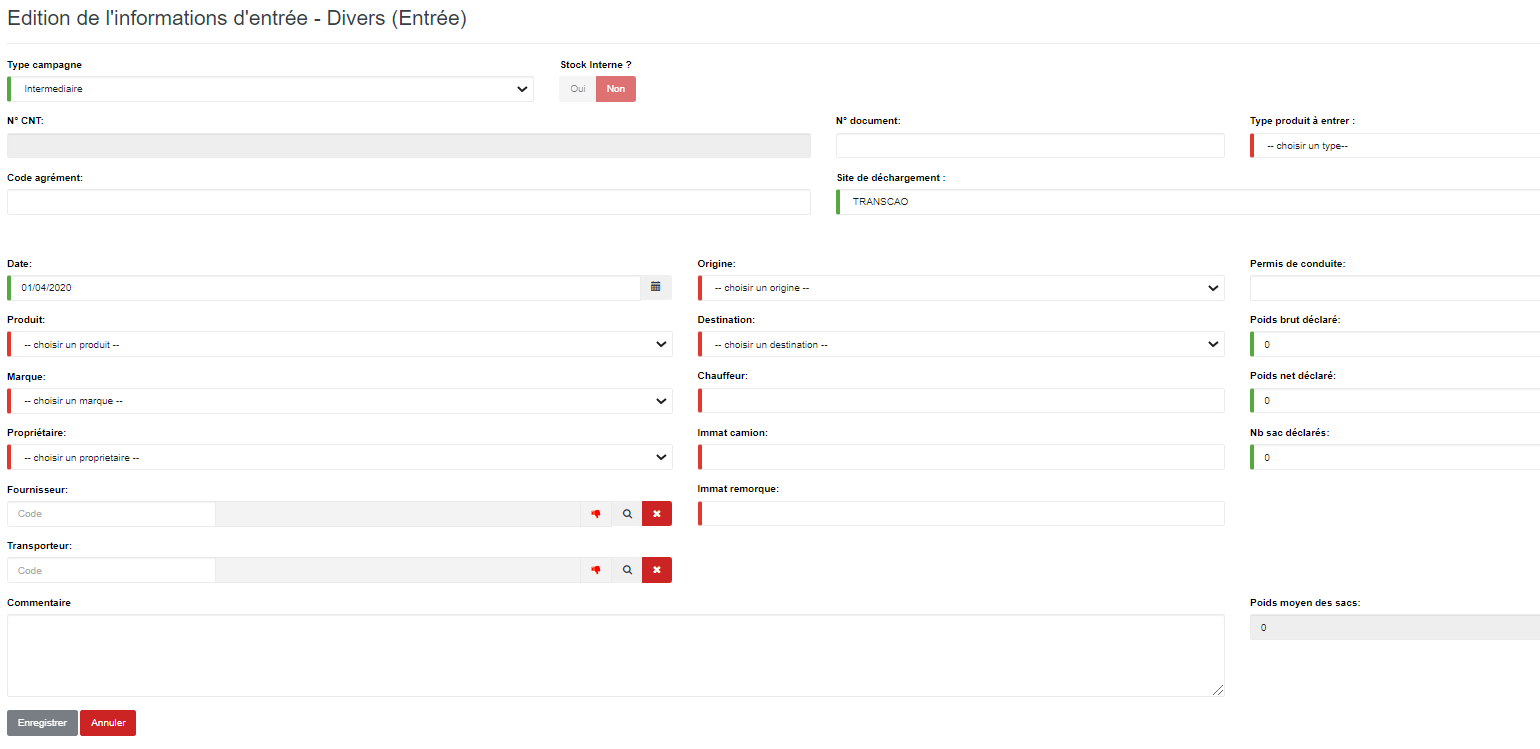 Edition de l'informations d'entrée - Divers (Entrée)
Type campagne
Stock Interne ?
Intermediaire
Oui
Non
N° CNT:
N° document:
Type produit à entrer :
-- choisir un type--
Code agrément:
Site de déchargement :
TRANSCAO
Date:
Origine:
Permis de conduite:
01/04/2020
-- choisir un origine --
Produit:
Destination:
Poids brut déclaré:
-- choisir un produit --
-- choisir un destination --
0
Marque:
Chauffeur:
Poids net déclaré:
-- choisir un marque --
0
Propriétaire:
Immat camion:
Nb sac déclarés:
-- choisir un proprietaire --
0
Fournisseur:
Immat remorque:
Code
Transporteur:
Code
Commentaire
Poids moyen des sacs:
0
Enregistrer
Annuler